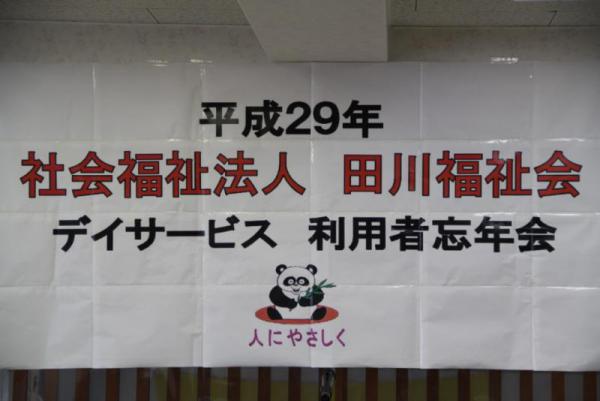 平成29年
社会福祉法人 田川福祉会
デイサービス 利用者忘年会
人にやさしく